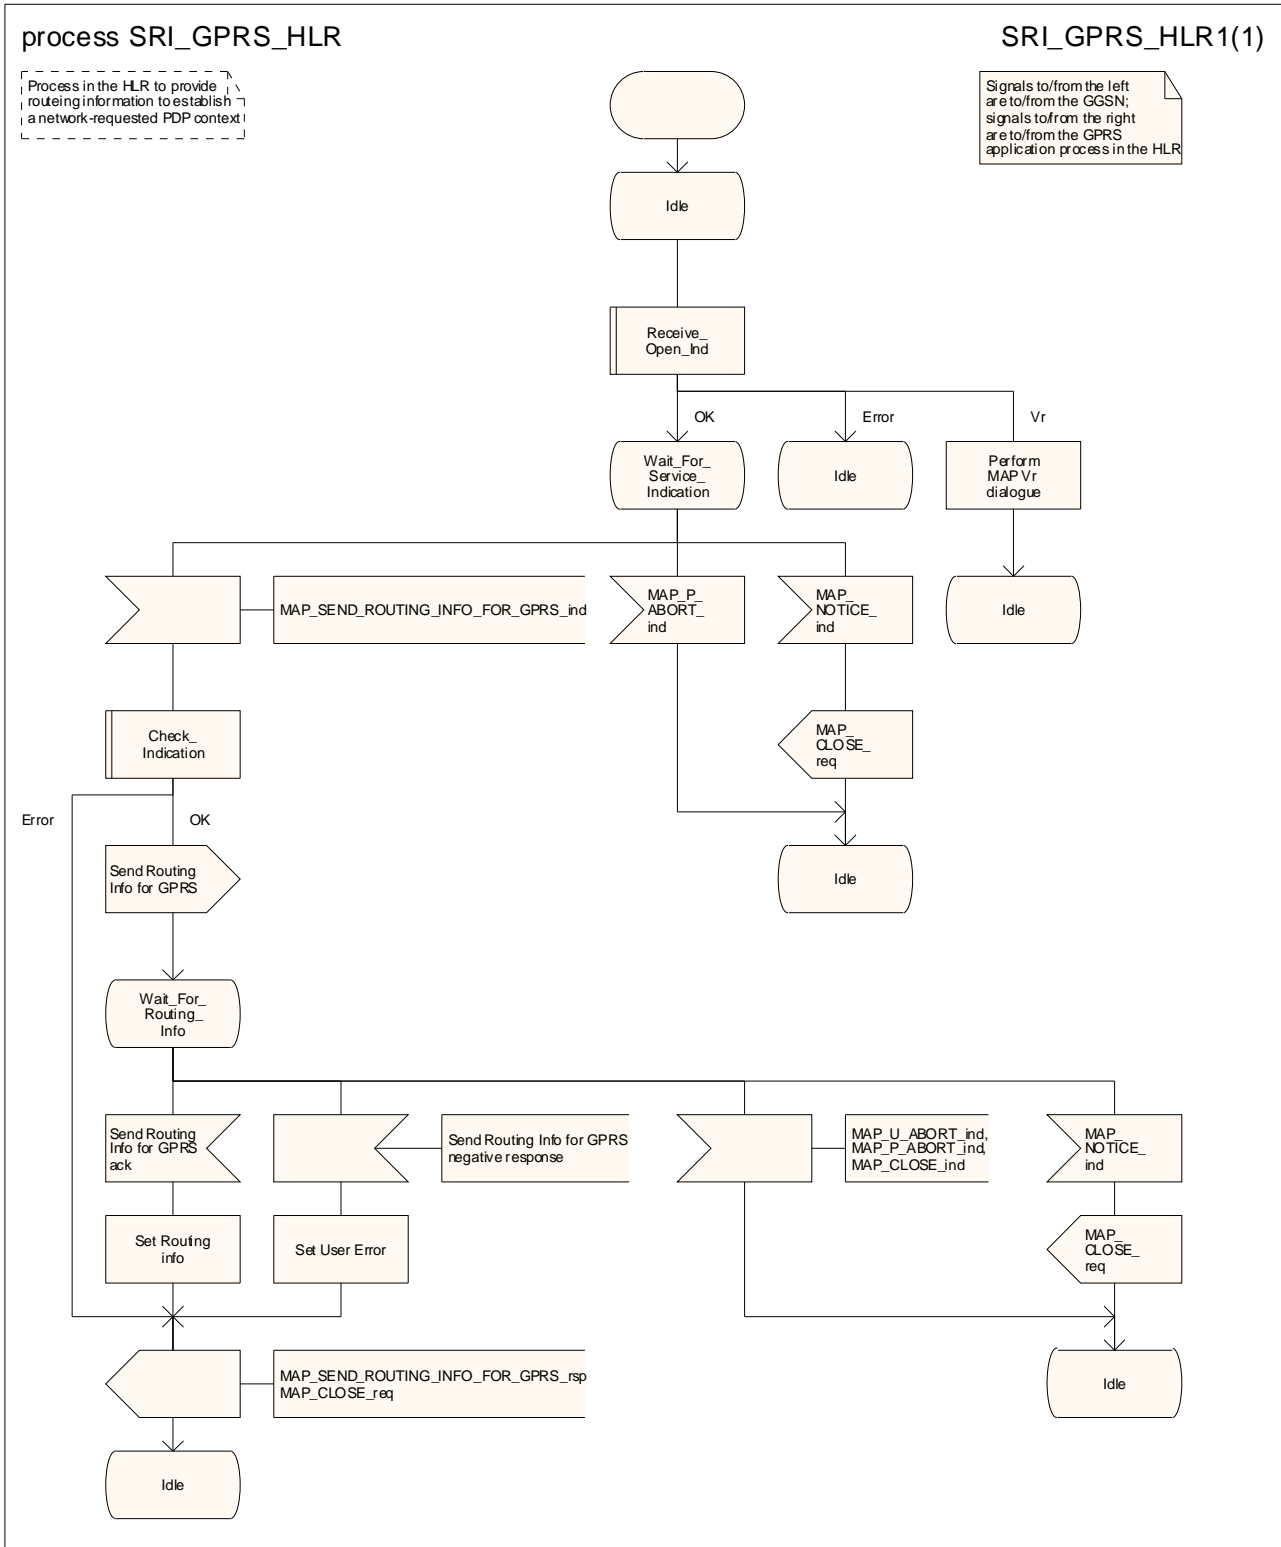 process SRI_GPRS_HLR
SRI_GPRS_HLR1(1)
Process in the HLR to provide
routeing information to establish
a network-requested PDP context
Signals to/from the left
are to/from the GGSN;
signals to/from the right
are to/from the GPRS
application process in the HLR
Idle
Receive_
Open_Ind
OK
Error
Vr
Wait_For_
Service_
Indication
Idle
Perform
MAP Vr
dialogue
MAP_SEND_ROUTING_INFO_FOR_GPRS_ind
MAP_P_
ABORT_
ind
MAP_
NOTICE_
ind
Idle
Check_
Indication
MAP_
CLOSE_
req
Error
OK
Send Routing
Info for GPRS
Idle
Wait_For_
Routing_
Info
Send Routing
Info for GPRS
ack
Send Routing Info for GPRS
negative response
MAP_U_ABORT_ind,
MAP_P_ABORT_ind,
MAP_CLOSE_ind
MAP_
NOTICE_
ind
Set Routing
info
Set User Error
MAP_
CLOSE_
req
MAP_SEND_ROUTING_INFO_FOR_GPRS_rsp
MAP_CLOSE_req
Idle
Idle